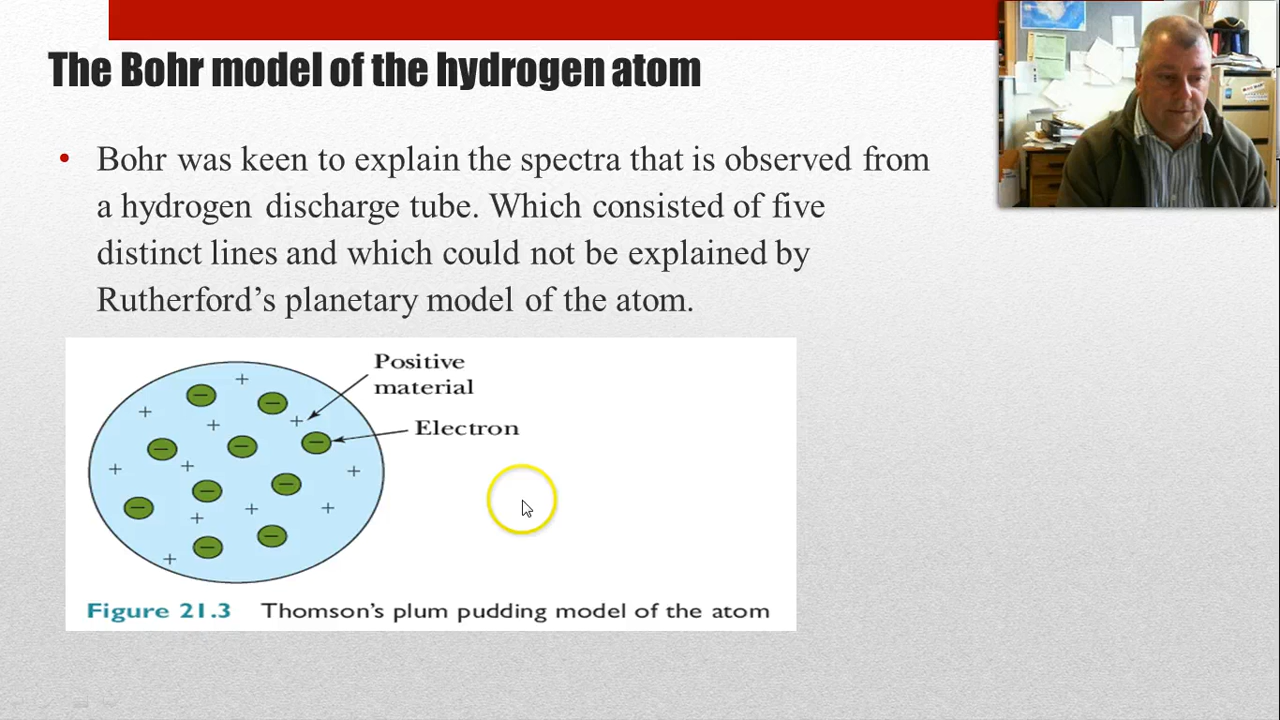 The Bohr model of the hydrogen atom
• Bohr was keen to explain the spectra that is observed from
a hydrogen discharge tube. Which consisted of five
distinct lines and which could not be explained by
Rutherford’s planetary model of the atom.
Positive
material
Electron
Figure 21.3 Thomson’s plum pudding model of the atom